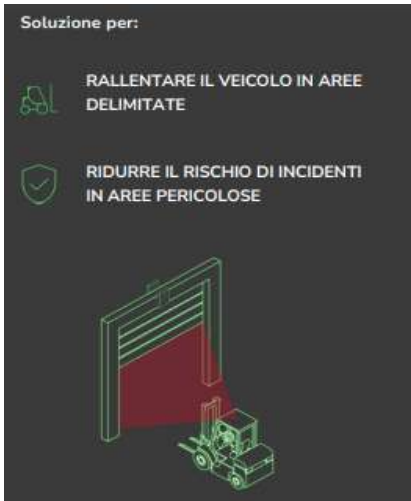 Soluzione per:
RALLENTARE IL VEICOLO IN AREE
DELIMITATE
RIDURRE IL RISCHIO DI INCIDENTI
IN AREE PERICOLOSE